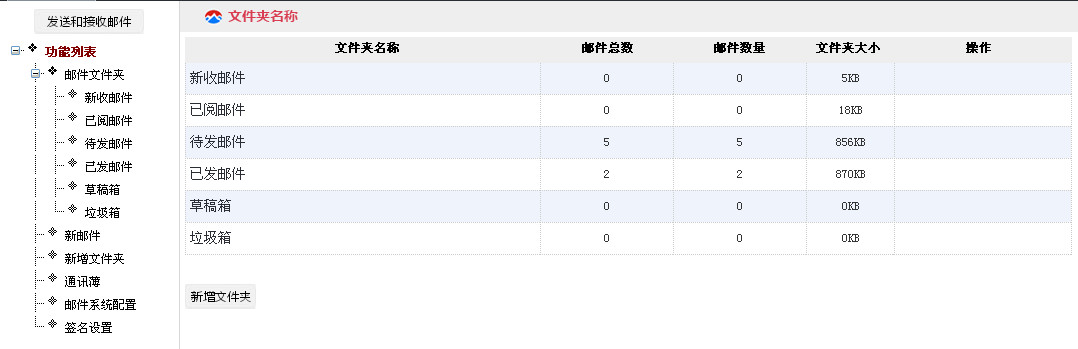 发送和接收邮件
功能列表
邮件文件夹
新收邮件
已阅邮件
待发邮件
已发邮件
草稿箱
垃圾箱
新邮件
新增文件夹
通讯薄
邮件系统配置
签名设置
文件夹名称
文件夹名称 邮件总数 邮件数量 文件夹大小 操作
新收邮件 0 0 5KB
已阅邮件 0 0 18KB
待发邮件 5 5 856KB
已发邮件 2 2 870KB
草稿箱 0 0 0KB
垃圾箱 0 0 0KB
新增文件夹